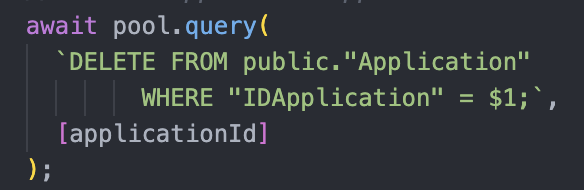 await pool.query(
`DELETE FROM public."Application"
WHERE "IDApplication" = $1;`,
[applicationId]
);